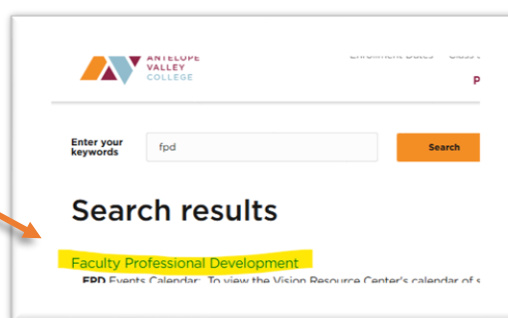 ANTELOPE
VALLEY
COLLEGE
Enrollment Dates
P
Enter your
keywords
fpd
Search
Search results
Faculty Professional Development
FPD Events Calendar: To view the Vision Resource Center's calendar of s